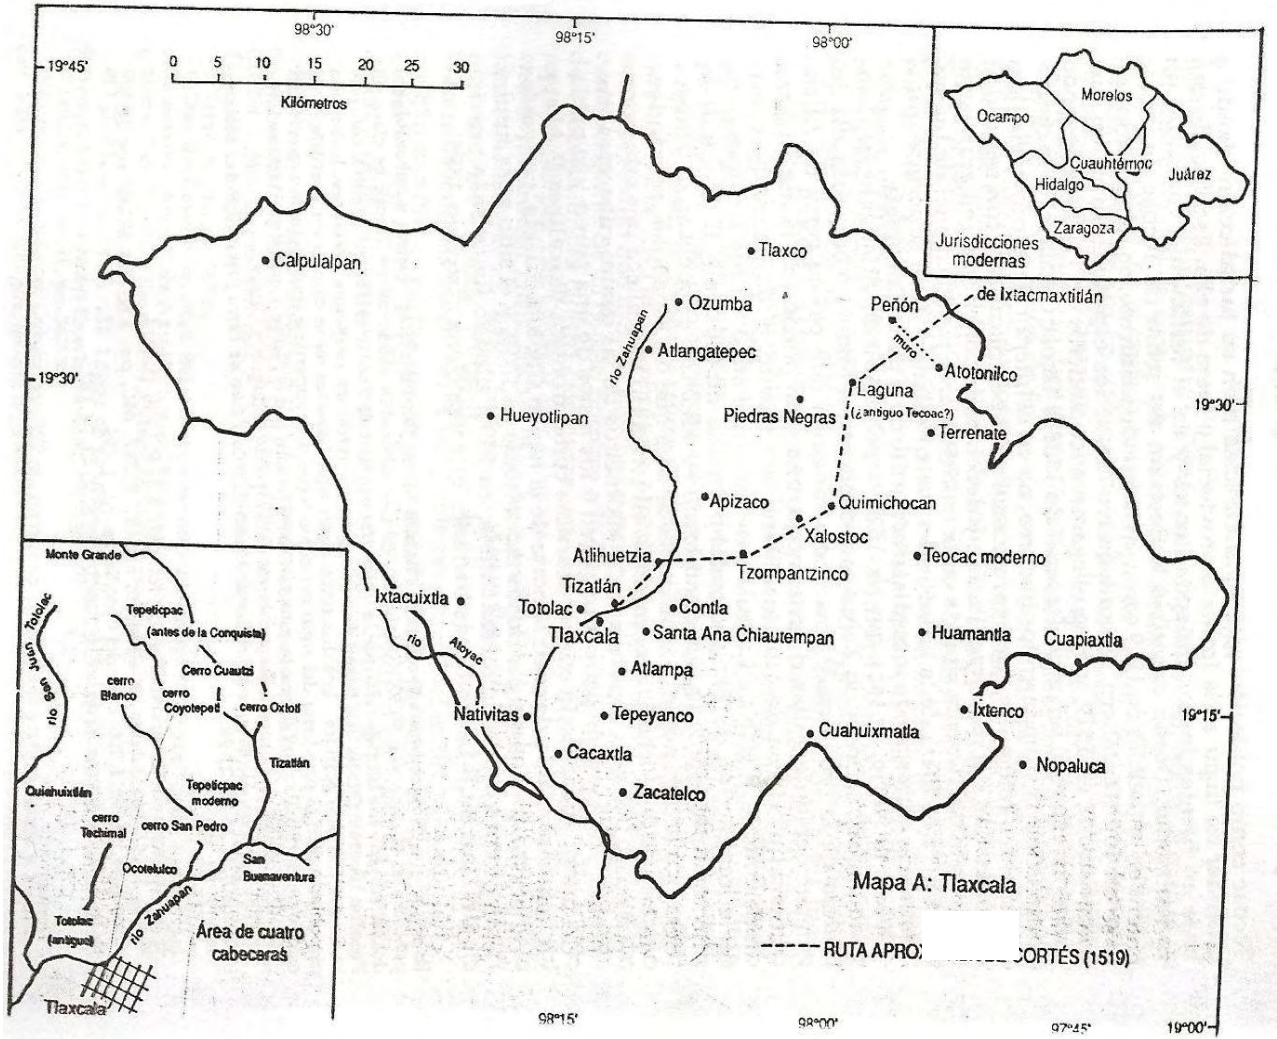 98°30'
98°15'
98°00'
19°45'
0 5 10 15 20 25 30
Kilómetros
Morelos
Ocampo
Cuauhtémoc
Juárez
Hidalgo
Zaragoza
Jurisdicciones
modernas
Calpulalpan
Tlaxco
de Ixtacmaxtitlán
Peñón
Ozumba
muro
río Zahuapan
Atlangatepec
Atotonilco
19°30'
Laguna
(¿antiguo Tecoac?)
19°30'
Hueyotlipan
Piedras Negras
Terrenate
Apizaco
Quimichocan
Xalostoc
Atlihuetzia
Tzompantzinco
Teocac moderno
Tizatlán
Ixtacuixtla
Totolac
Contla
Tlaxcala
Santa Ana Chiautempan
Huamantla
Cuapiaxtla
río Atoyac
Atlampa
Nativitas
Tepeyanco
Ixtenco
19°15'
Cuahuixmatla
Cacaxtla
Nopaluca
Zacatelco
Monte Grande
río San Juan Totolac
Tepeticpac
(antes de la Conquista)
Cerro Cuautzi
cerro
Blanco
cerro
Coyotepetl
cerro Oxtotl
Tizatlán
Quiahuixtlán
Tepeticpac
moderno
cerro
Techimal
cerro San Pedro
Ocotelulco
San
Buenaventura
río Zahuapan
Totolac
(antiguo)
Área de cuatro
cabeceras
Tlaxcala
Mapa A: Tlaxcala
RUTA APROX CORTÉS (1519)
98°15'
98°00'
97°45'
19°00'